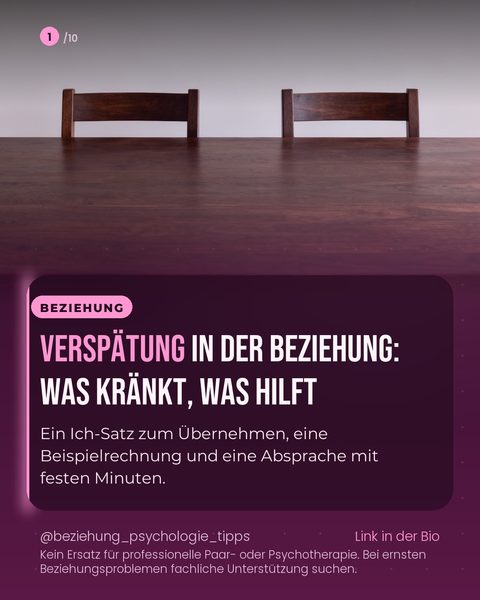 1 /10
BEZIEHUNG
VERSPÄTUNG IN DER BEZIEHUNG:
WAS KRÄNKT, WAS HILFT
Ein Ich-Satz zum Übernehmen, eine
Beispielrechnung und eine Absprache mit
festen Minuten.
@beziehung_psychologie_tipps
Link in der Bio
Kein Ersatz für professionelle Paar- oder Psychotherapie. Bei ernsten
Beziehungsproblemen fachliche Unterstützung suchen.